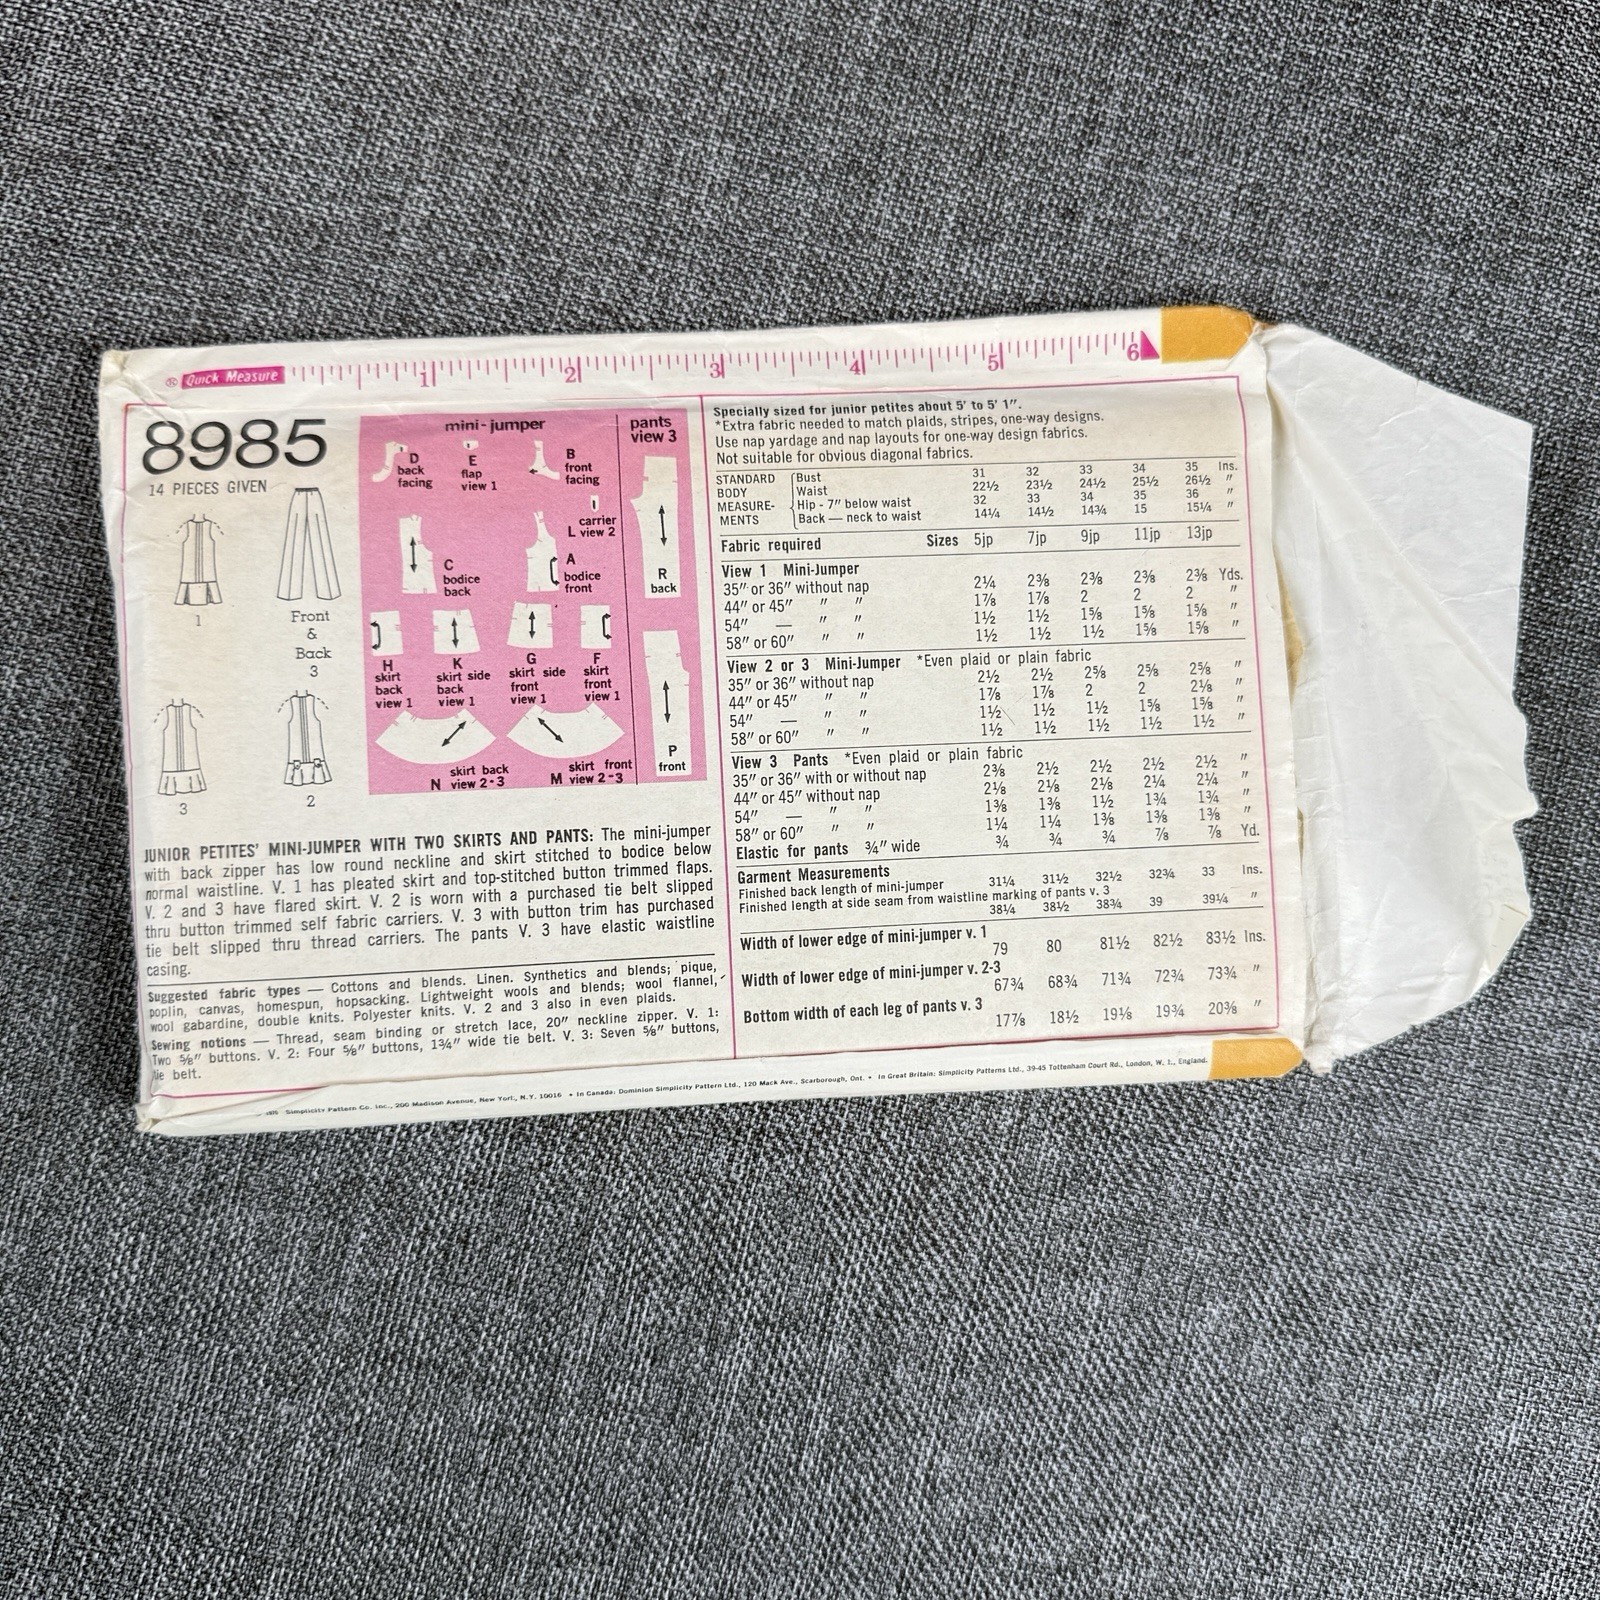 ® Quick Measure 1 2 3 4 5 6
8985
14 PIECES GIVEN
1
Front
&
Back
3
3
2
mini-jumper
D
back
facing
E
flap
view 1
B
front
facing
carrier
L view 2
C
bodice
back
A
bodice
front
H
skirt
back
view 1
K
skirt side
back
view 1
G
skirt side
front
view 1
F
skirt
front
view 1
skirt back
N view 2-3
skirt front
M view 2-3
pants
view 3
R
back
P
front
JUNIOR PETITES' MINI-JUMPER WITH TWO SKIRTS AND PANTS: The mini-jumper
with back zipper has low round neckline and skirt stitched to bodice below
normal waistline. V. 1 has pleated skirt and top-stitched button trimmed flaps.
V. 2 and 3 have flared skirt. V. 2 is worn with a purchased tie belt slipped
thru button trimmed self fabric carriers. V. 3 with button trim has purchased
tie belt slipped thru thread carriers. The pants V. 3 have elastic waistline
casing.
Suggested fabric types — Cottons and blends. Linen. Synthetics and blends; pique,
poplin, canvas, homespun, hopsacking. Lightweight wools and blends; wool flannel,
wool gabardine, double knits. Polyester knits. V. 2 and 3 also in even plaids.
Sewing notions — Thread, seam binding or stretch lace, 20" neckline zipper. V. 1:
Two 5/8" buttons. V. 2: Four 5/8" buttons, 1¾" wide tie belt. V. 3: Seven 5/8" buttons,
tie belt.
Specially sized for junior petites about 5' to 5' 1".
*Extra fabric needed to match plaids, stripes, one-way designs.
Use nap yardage and nap layouts for one-way design fabrics.
Not suitable for obvious diagonal fabrics.
STANDARD BODY MEASUREMENTS
Bust 31 32 33 34 35 Ins.
Waist 22½ 23½ 24½ 25½ 26½ "
Hip - 7" below waist 32 33 34 35 36 "
Back — neck to waist 14¼ 14½ 14¾ 15 15¼ "
Fabric required Sizes 5jp 7jp 9jp 11jp 13jp
View 1 Mini-Jumper
35" or 36" without nap 2¼ 2⅜ 2⅜ 2⅜ 2⅜ Yds.
44" or 45" " " 1⅞ 1⅞ 2 2 2 "
54" — " " 1½ 1½ 1⅝ 1⅝ 1⅝ "
58" or 60" " " 1½ 1½ 1½ 1⅝ 1⅝ "
View 2 or 3 Mini-Jumper *Even plaid or plain fabric
35" or 36" without nap 2½ 2½ 2⅝ 2⅝ 2⅝ "
44" or 45" " " 1⅞ 1⅞ 2 2 2⅛ "
54" — " " 1½ 1½ 1½ 1⅝ 1⅝ "
58" or 60" " " 1½ 1½ 1½ 1½ 1½ "
View 3 Pants *Even plaid or plain fabric
35" or 36" with or without nap 2⅜ 2½ 2½ 2½ 2½ "
44" or 45" without nap 2⅛ 2⅛ 2⅛ 2¼ 2¼ "
54" — " " 1⅜ 1⅜ 1½ 1¾ 1¾ "
58" or 60" " " 1¼ 1¼ 1⅜ 1⅜ 1⅜ "
Elastic for pants ¾" wide ¾ ¾ ¾ ⅞ ⅞ Yd.
Garment Measurements
Finished back length of mini-jumper 31¼ 31½ 32½ 32¾ 33 Ins.
Finished length at side seam from waistline marking of pants v. 3
38¼ 38½ 38¾ 39 39¼ "
Width of lower edge of mini-jumper v. 1
79 80 81½ 82½ 83½ Ins.
Width of lower edge of mini-jumper v. 2-3
67¾ 68¾ 71¾ 72¾ 73¾ "
Bottom width of each leg of pants v. 3
17⅞ 18½ 19⅛ 19¾ 20⅜ "
Simplicity Pattern Co. Inc., 200 Madison Avenue, New York, N.Y. 10016 • In Canada: Dominion Simplicity Pattern Ltd., 120 Mack Ave., Scarborough, Ont. • In Great Britain: Simplicity Patterns Ltd., 39-45 Tottenham Court Rd., London, W. 1., England.